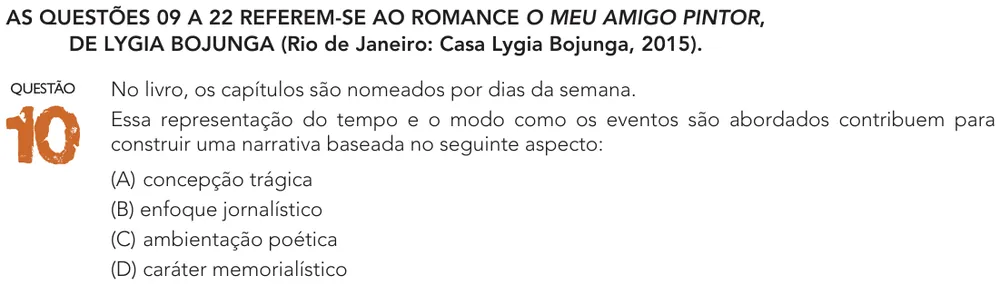 AS QUESTÕES 09 A 22 REFEREM-SE AO ROMANCE O MEU AMIGO PINTOR,
DE LYGIA BOJUNGA (Rio de Janeiro: Casa Lygia Bojunga, 2015).
QUESTÃO
10
No livro, os capítulos são nomeados por dias da semana.
Essa representação do tempo e o modo como os eventos são abordados contribuem para
construir uma narrativa baseada no seguinte aspecto:
(A) concepção trágica
(B) enfoque jornalístico
(C) ambientação poética
(D) caráter memorialístico